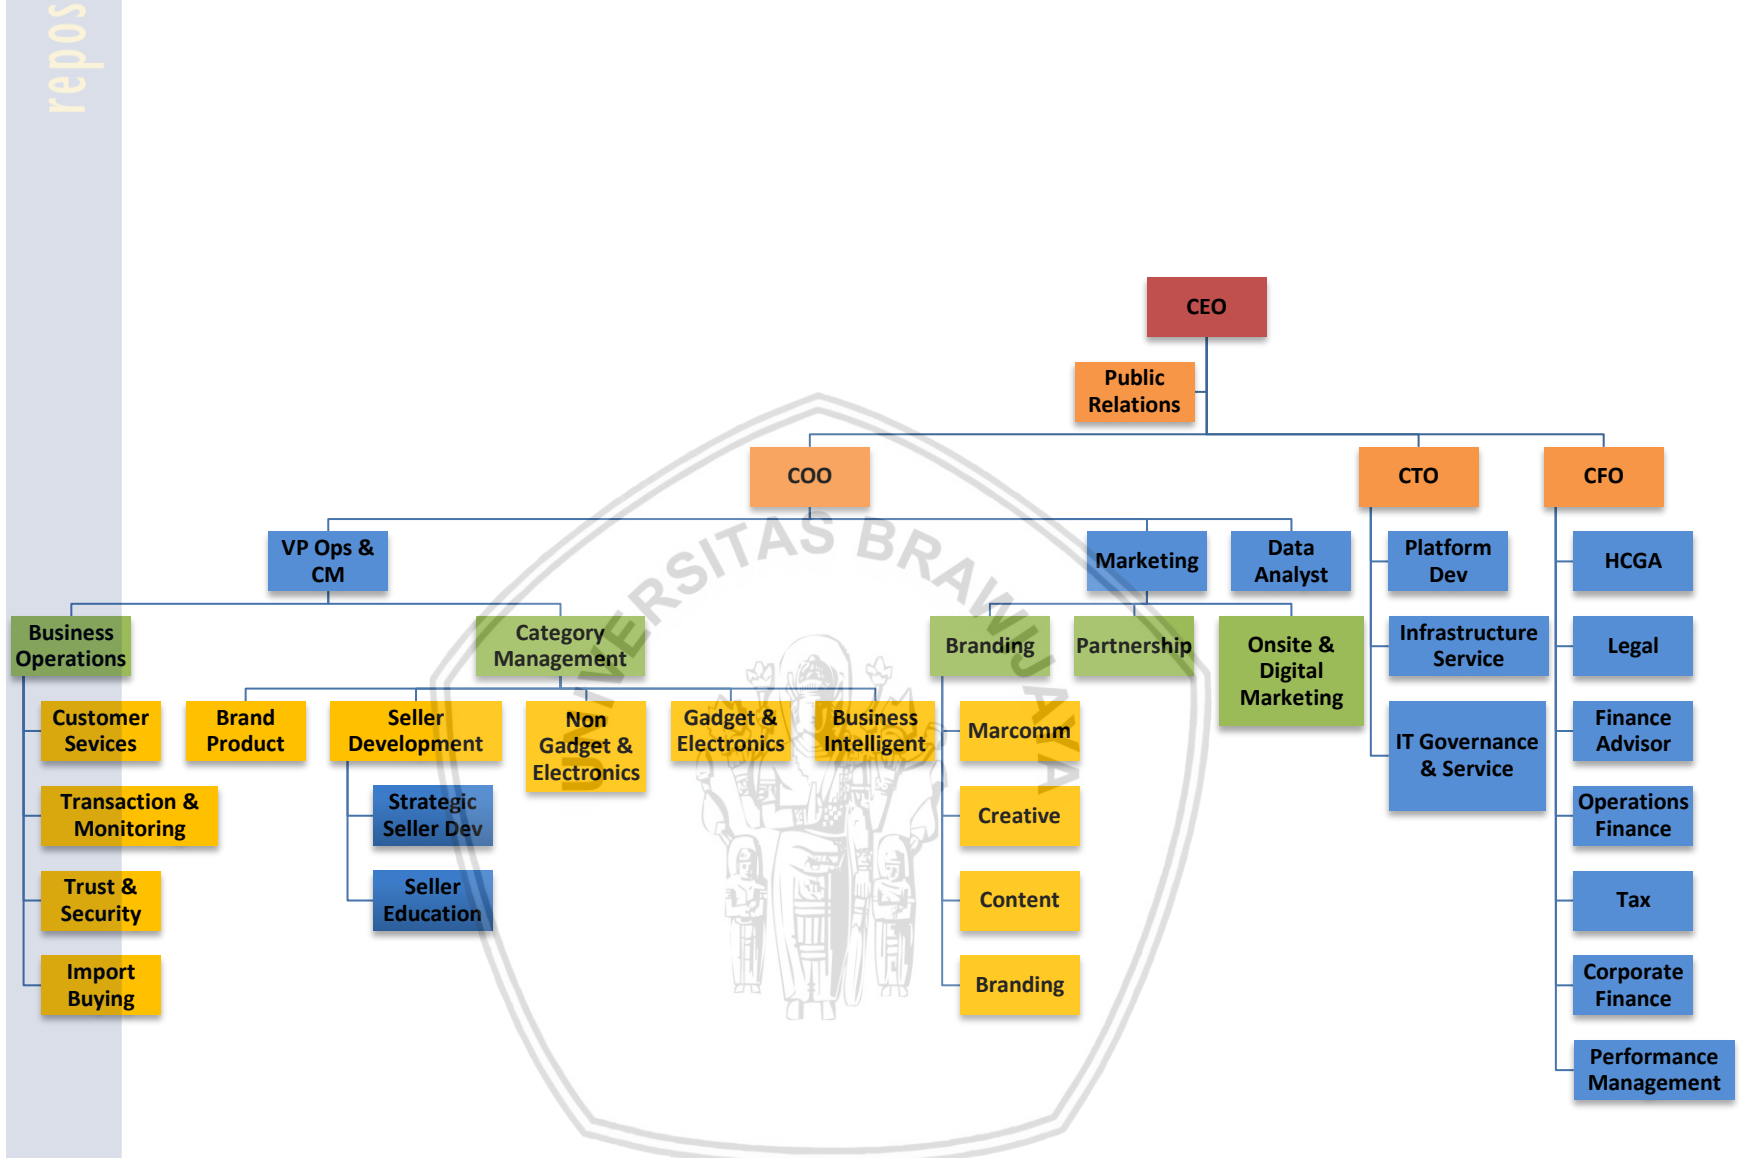 repos
CEO
Public
Relations
COO
CTO
CFO
VP Ops &
CM
Marketing
Data
Analyst
Platform
Dev
HCGA
Business
Operations
Category
Management
Branding
Partnership
Onsite &
Digital
Marketing
Infrastructure
Service
Legal
Customer
Sevices
Brand
Product
Seller
Development
Non
Gadget &
Electronics
Gadget &
Electronics
Business
Intelligent
Marcomm
IT Governance
& Service
Finance
Advisor
Transaction &
Monitoring
Strategic
Seller Dev
Creative
Operations
Finance
Trust &
Security
Seller
Education
Content
Tax
Import
Buying
Branding
Corporate
Finance
Performance
Management
UNIVERSITAS BRAWIJAYA